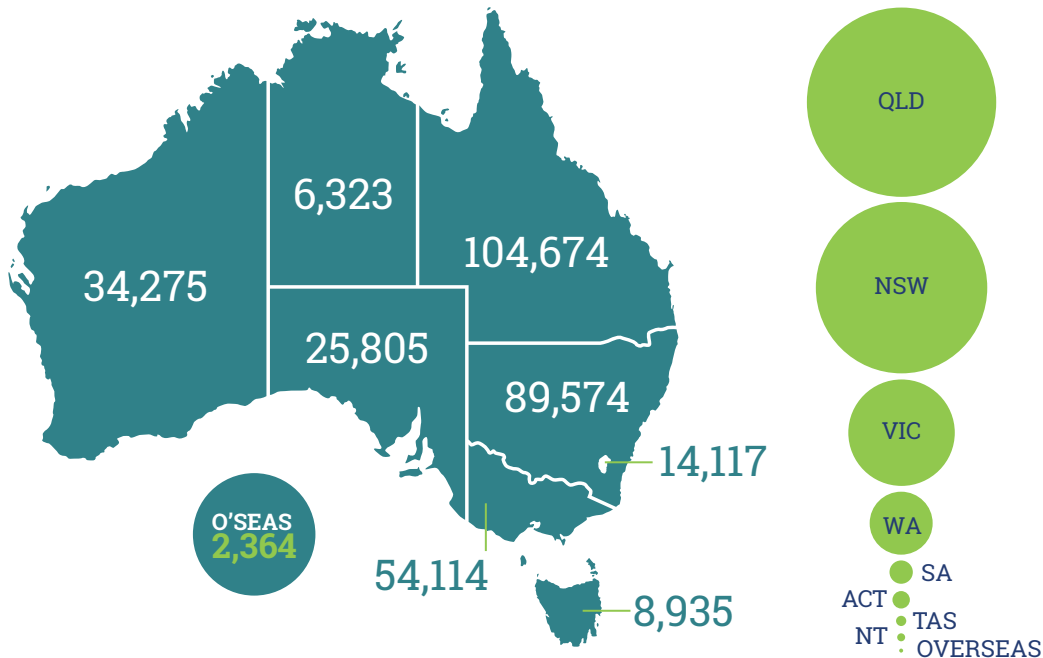 6,323
104,674
34,275
25,805
89,574
14,117
O'SEAS
2,364
54,114
8,935
QLD
NSW
VIC
WA
SA
ACT
TAS
NT
OVERSEAS